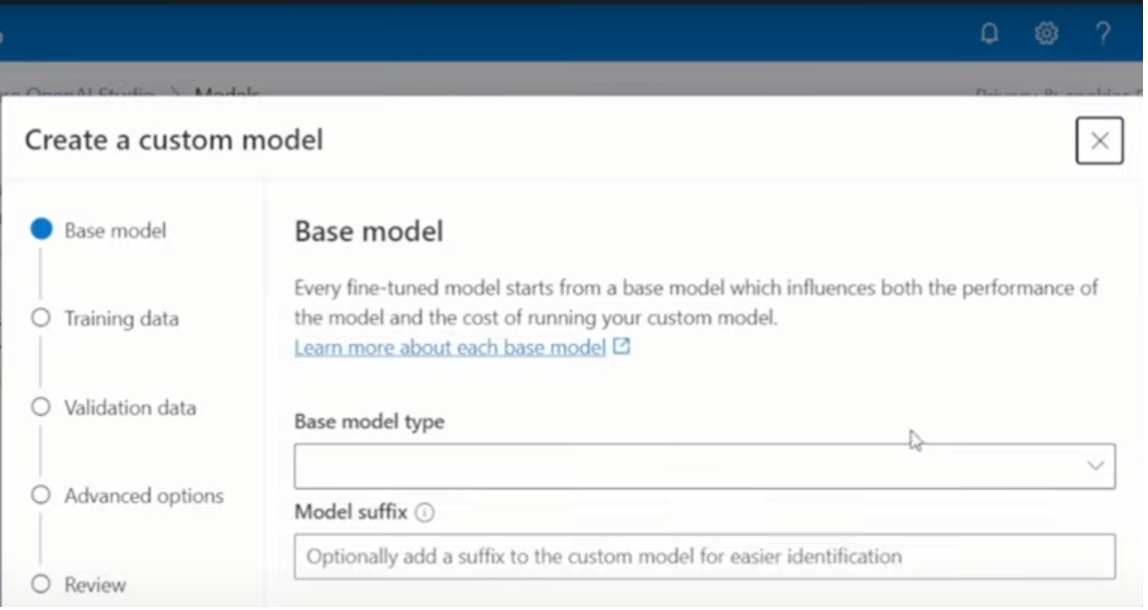 OpenAI Studio > Models
Privacy & cookies
Create a custom model
Base model
Training data
Validation data
Advanced options
Review
Base model
Every fine-tuned model starts from a base model which influences both the performance of
the model and the cost of running your custom model.
Learn more about each base model
Base model type
Model suffix
Optionally add a suffix to the custom model for easier identification